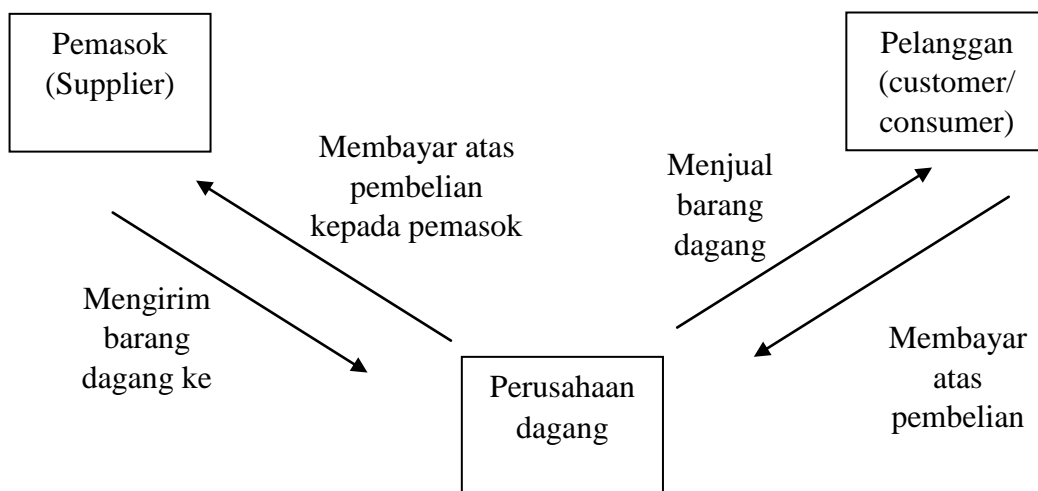 Pemasok
(Supplier)
Pelanggan
(customer/
consumer)
Membayar atas
pembelian
kepada pemasok
Menjual
barang
dagang
Mengirim
barang
dagang ke
Membayar
atas
pembelian
Perusahaan
dagang